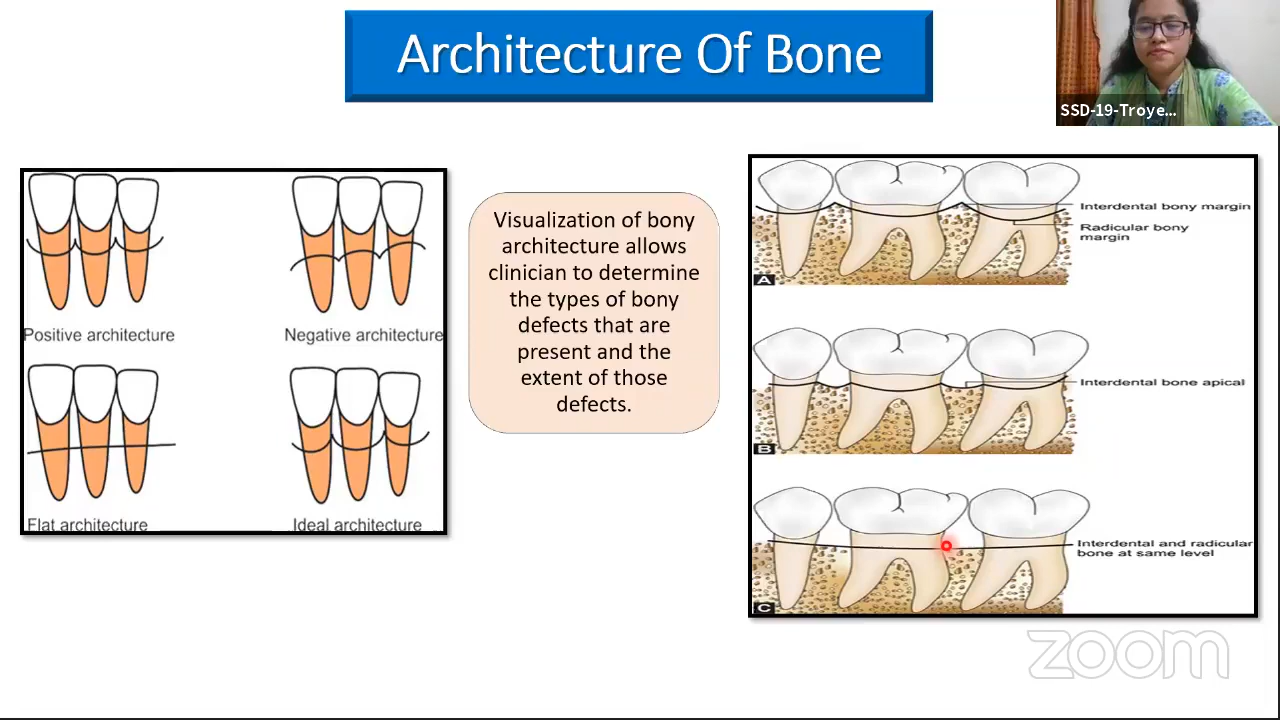 Architecture Of Bone
SSD-19-Troye...
Positive architecture
Negative architecture
Flat architecture
Ideal architecture
Visualization of bony
architecture allows
clinician to determine
the types of bony
defects that are
present and the
extent of those
defects.
Interdental bony margin
Radicular bony
margin
A
Interdental bone apical
B
Interdental and radicular
bone at same level
C
zoom